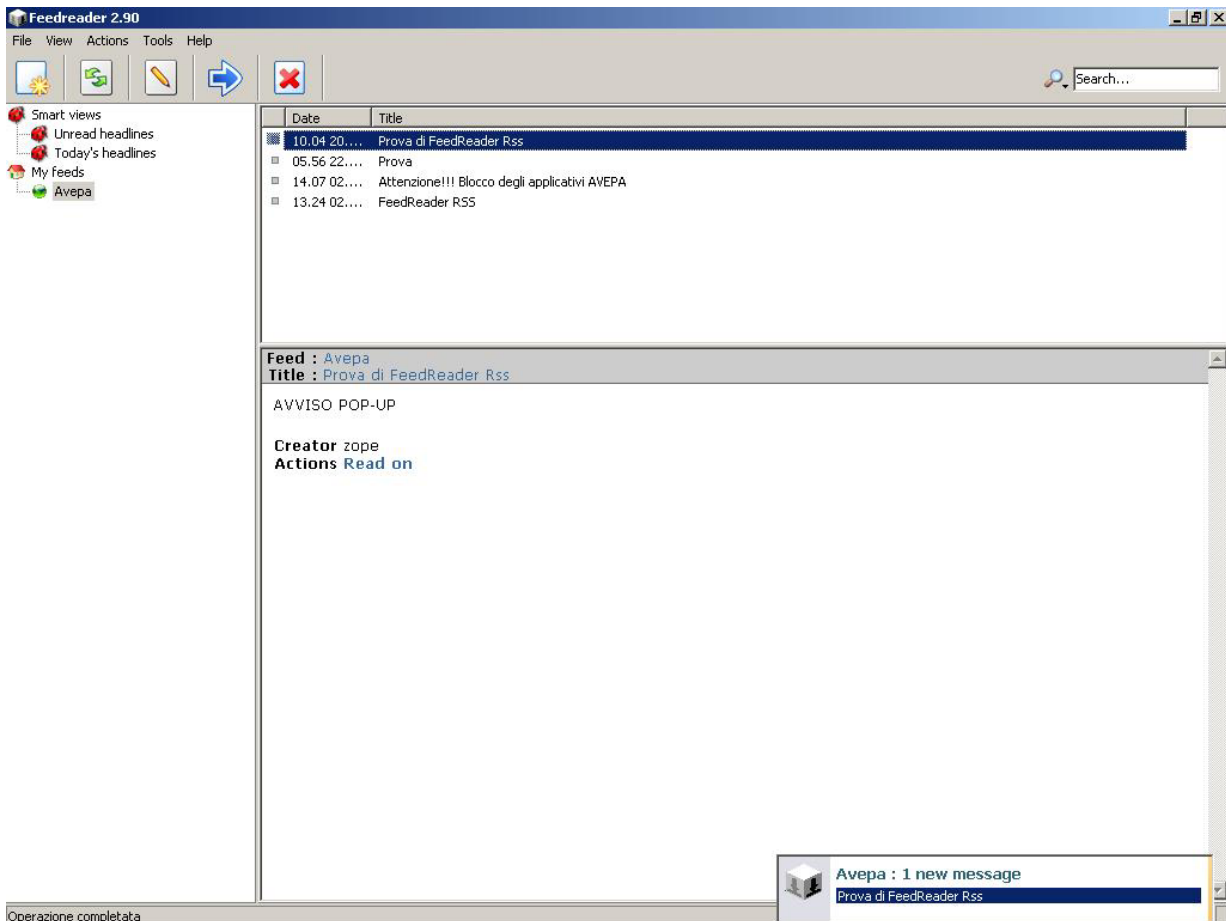 Feedreader 2.90
File View Actions Tools Help
Search...
Smart views
Unread headlines
Today's headlines
My feeds
Avepa
Date Title
10.04 20.... Prova di FeedReader Rss
05.56 22.... Prova
14.07 02.... Attenzione!!! Blocco degli applicativi AVEPA
13.24 02.... FeedReader RSS
Feed : Avepa
Title : Prova di FeedReader Rss
AVVISO POP-UP
Creator zope
Actions Read on
Avepa : 1 new message
Prova di FeedReader Rss
Operazione completata